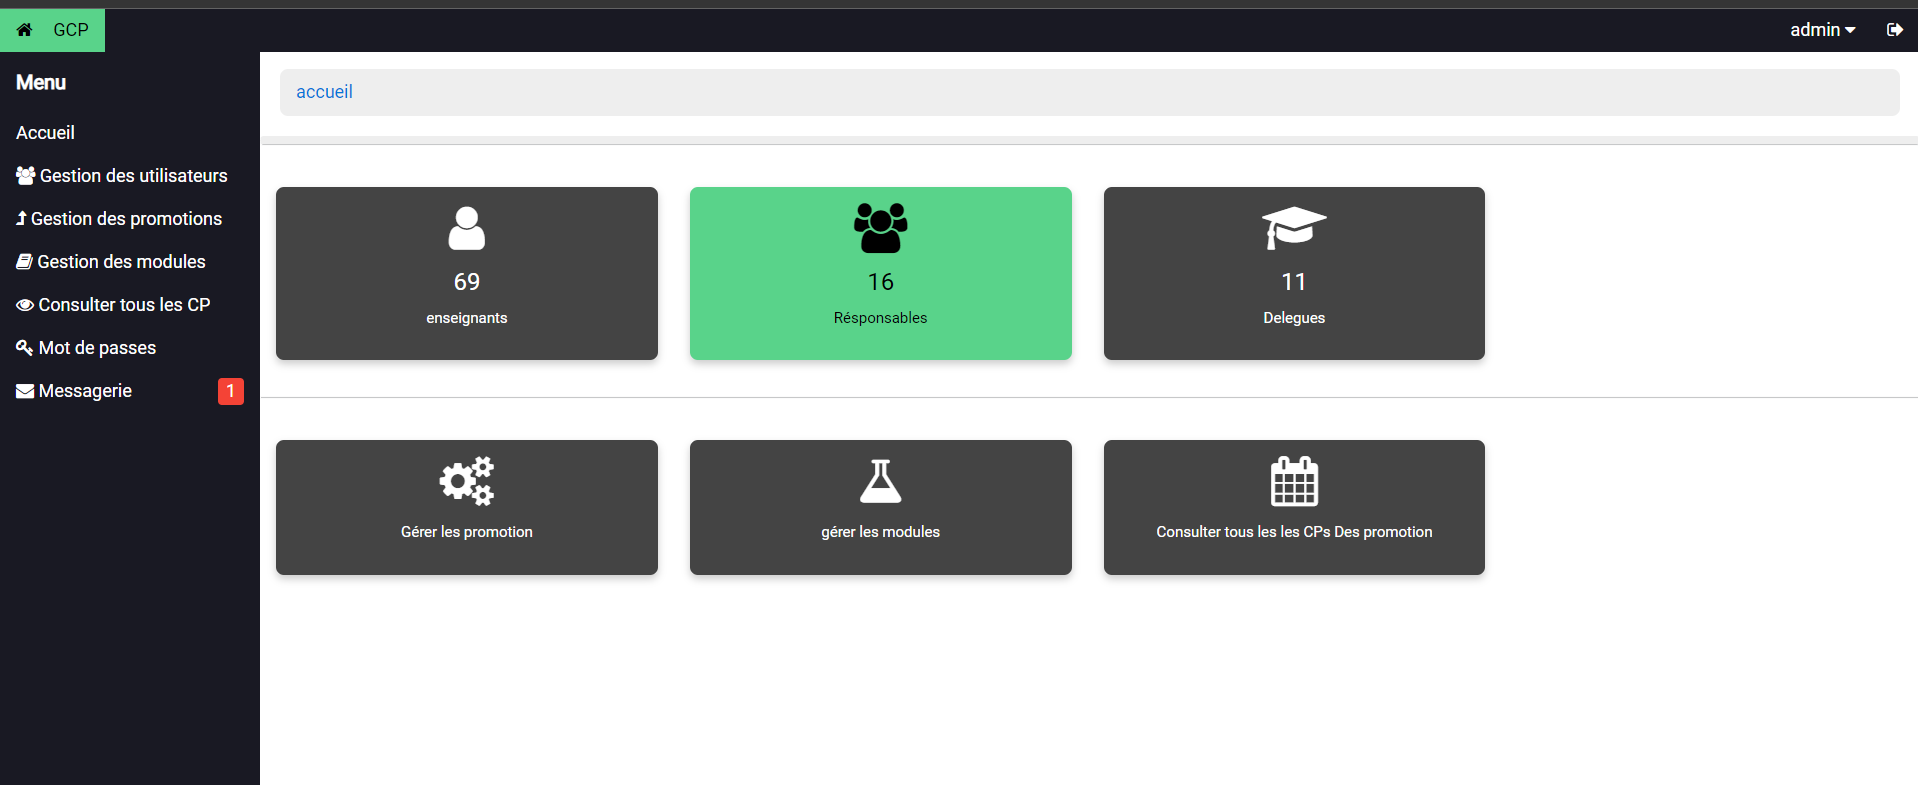 GCP
admin
Menu
accueil
Accueil
Gestion des utilisateurs
Gestion des promotions
Gestion des modules
Consulter tous les CP
Mot de passes
Messagerie 1
69
enseignants
16
Résponsables
11
Delegues
Gérer les promotion
gérer les modules
Consulter tous les les CPs Des promotion